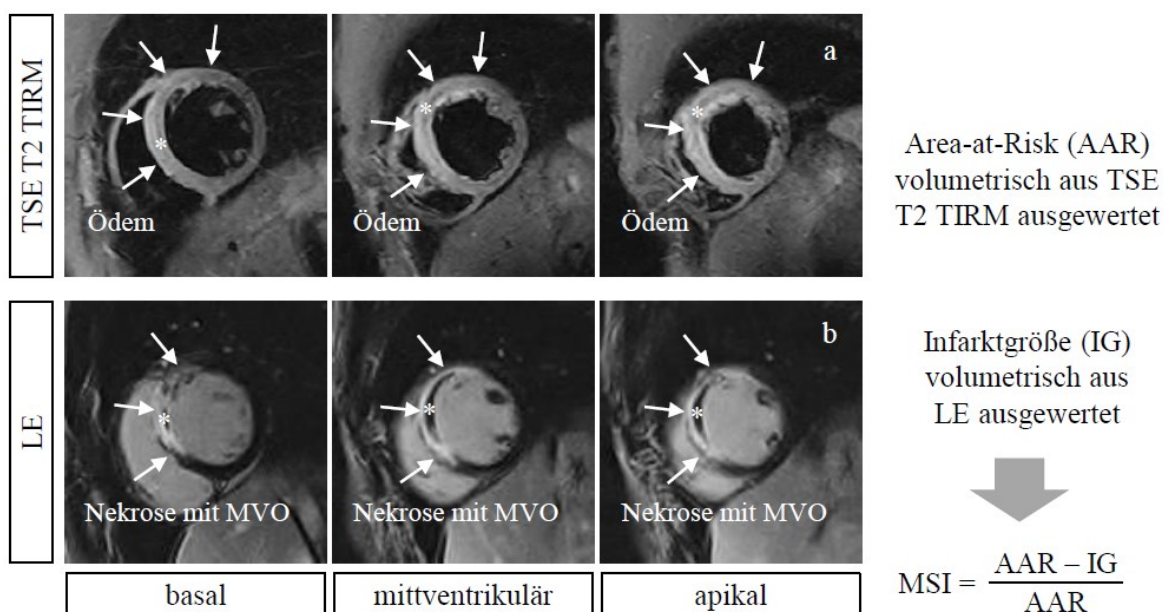 TSE T2 TIRM
*
Ödem
*
Ödem
a
*
Ödem
Area-at-Risk (AAR)
volumetrisch aus TSE
T2 TIRM ausgewertet
LE
*
Nekrose mit MVO
*
Nekrose mit MVO
b
*
Nekrose mit MVO
Infarktgröße (IG)
volumetrisch aus
LE ausgewertet
basal
mittventrikulär
apikal
MSI = AAR – IG
AAR